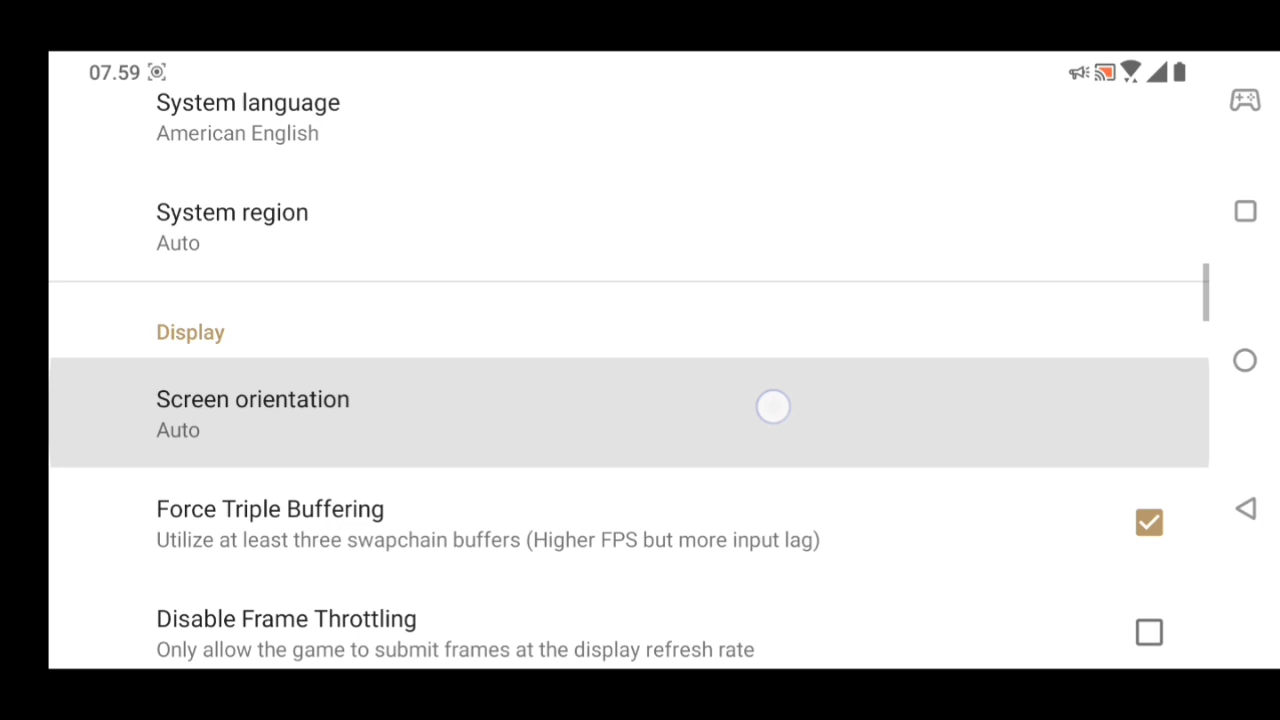 07.59
System language
American English
System region
Auto
Display
Screen orientation
Auto
Force Triple Buffering
Utilize at least three swapchain buffers (Higher FPS but more input lag)
Disable Frame Throttling
Only allow the game to submit frames at the display refresh rate